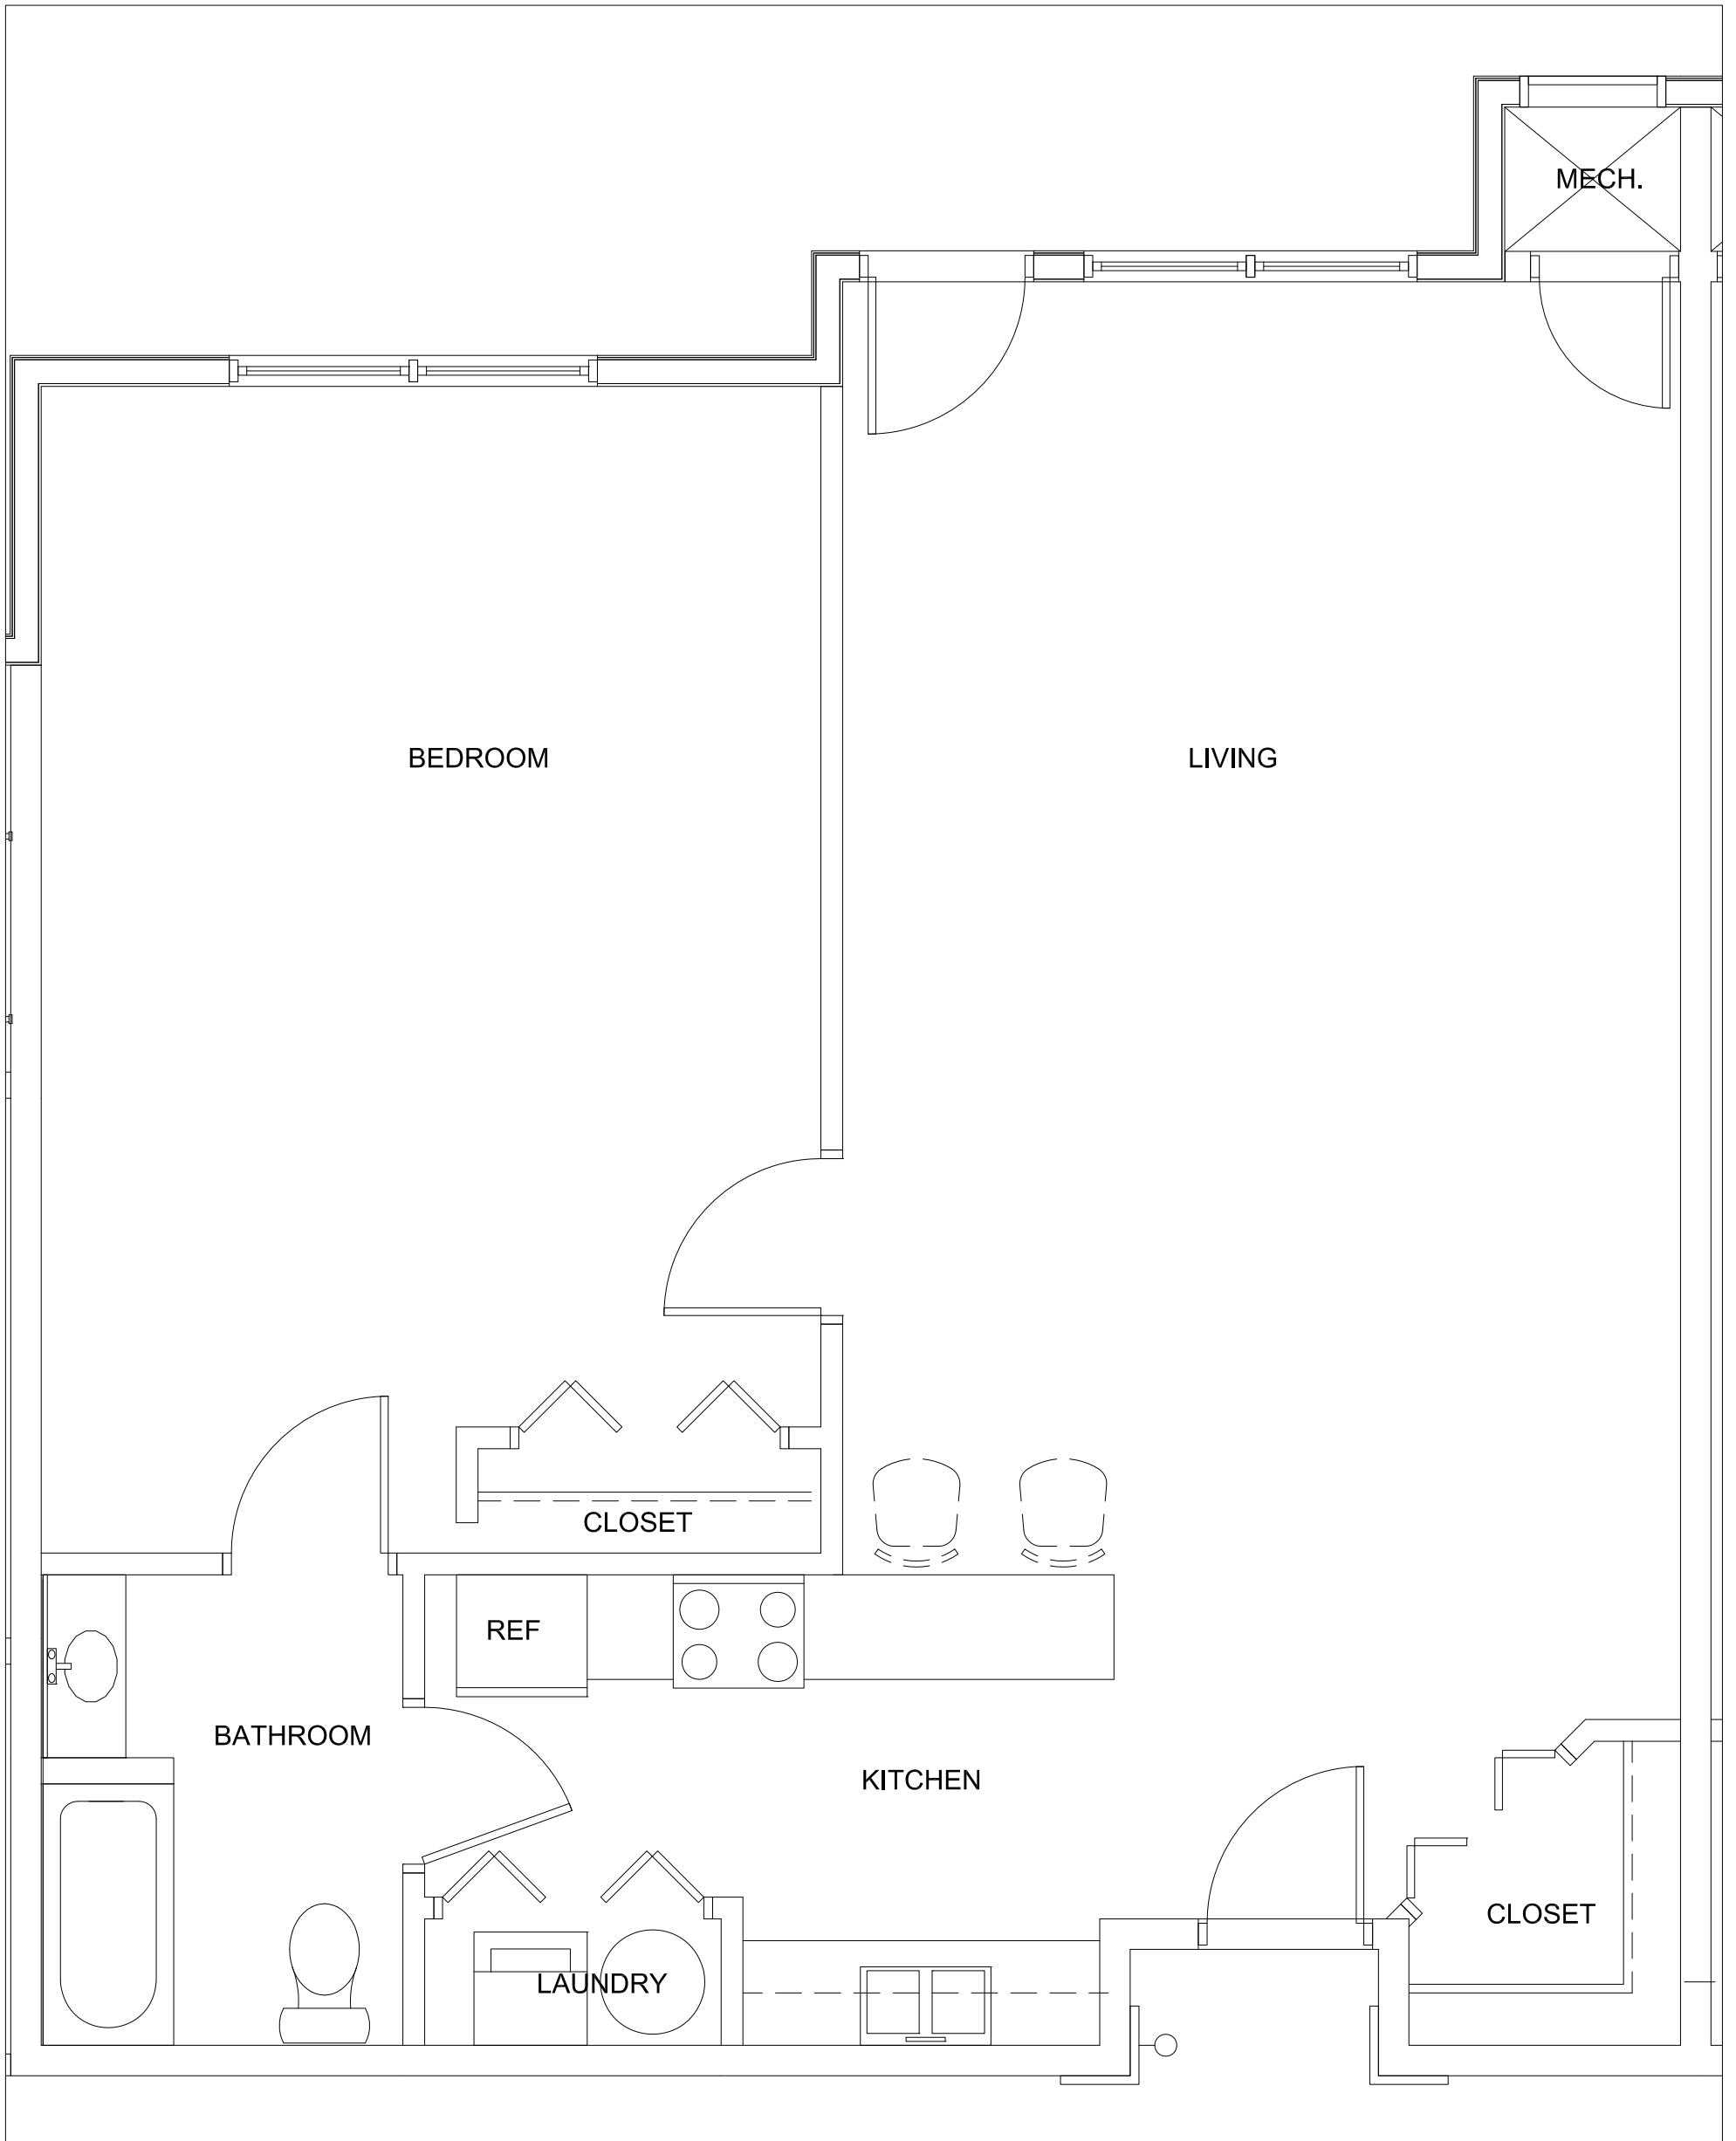 MECH.
BEDROOM
LIVING
CLOSET
REF
BATHROOM
KITCHEN
CLOSET
LAUNDRY